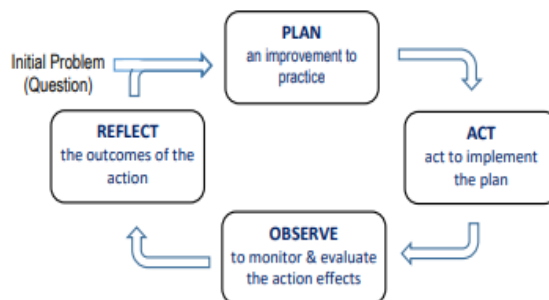 PLAN
an improvement to
practice
Initial Problem
(Question)
ACT
act to implement
the plan
OBSERVE
to monitor & evaluate
the action effects
REFLECT
the outcomes of the
action